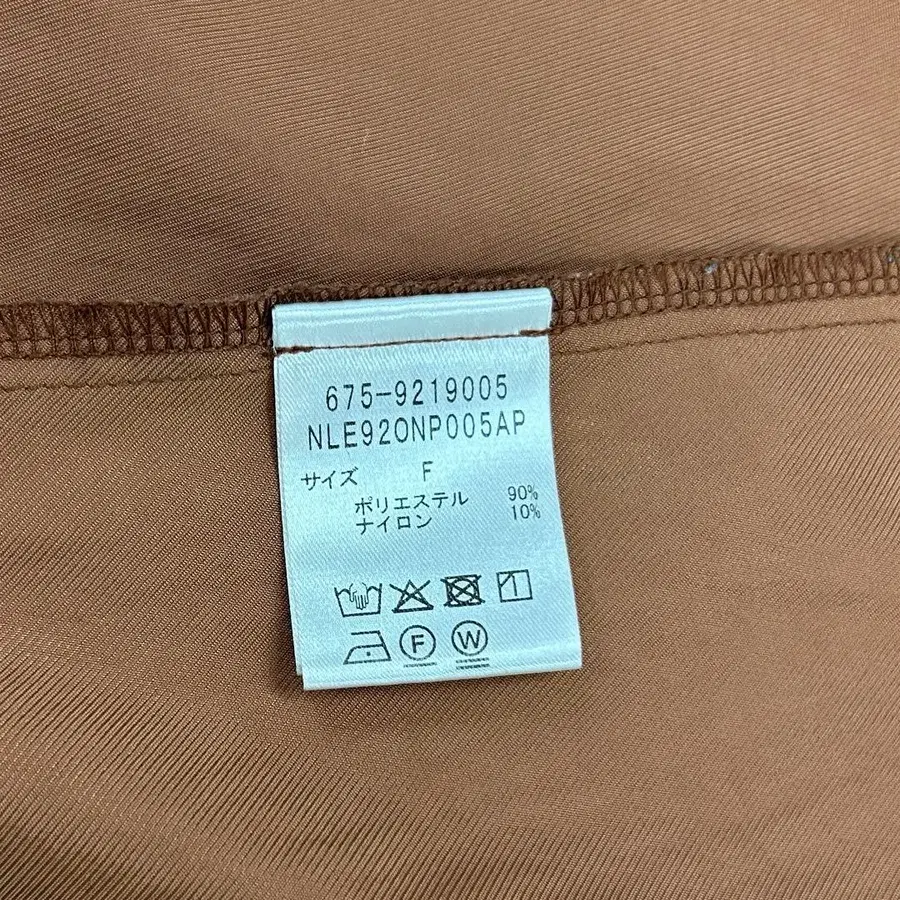 675-9219005
NLE920NP005AP
サイズ F
ポリエステル 90%
ナイロン 10%
F W